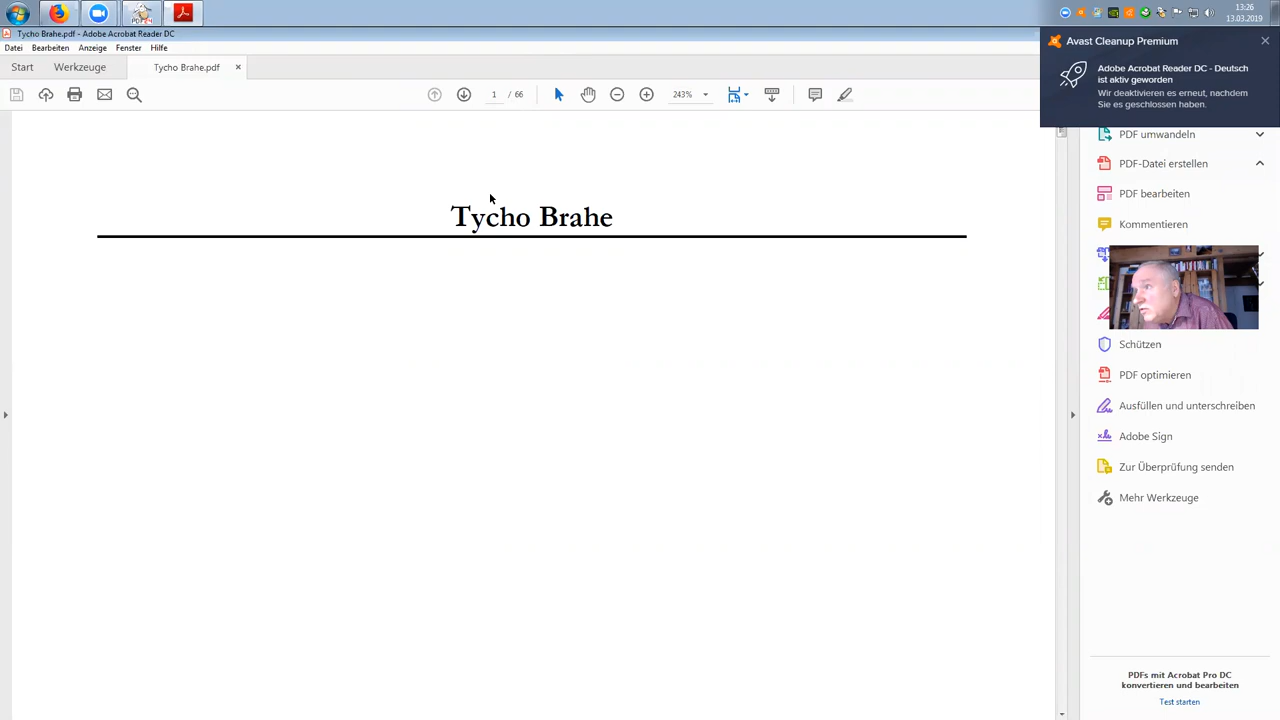 13:26
13.03.2019
Tycho Brahe.pdf - Adobe Acrobat Reader DC
Datei Bearbeiten Anzeige Fenster Hilfe
Avast Cleanup Premium
Adobe Acrobat Reader DC - Deutsch
ist aktiv geworden
Wir deaktivieren es erneut, nachdem
Sie es geschlossen haben.
Start Werkzeuge Tycho Brahe.pdf
1 / 66 243%
Tycho Brahe
PDF umwandeln
PDF-Datei erstellen
PDF bearbeiten
Kommentieren
Schützen
PDF optimieren
Ausfüllen und unterschreiben
Adobe Sign
Zur Überprüfung senden
Mehr Werkzeuge
PDFs mit Acrobat Pro DC
konvertieren und bearbeiten
Test starten